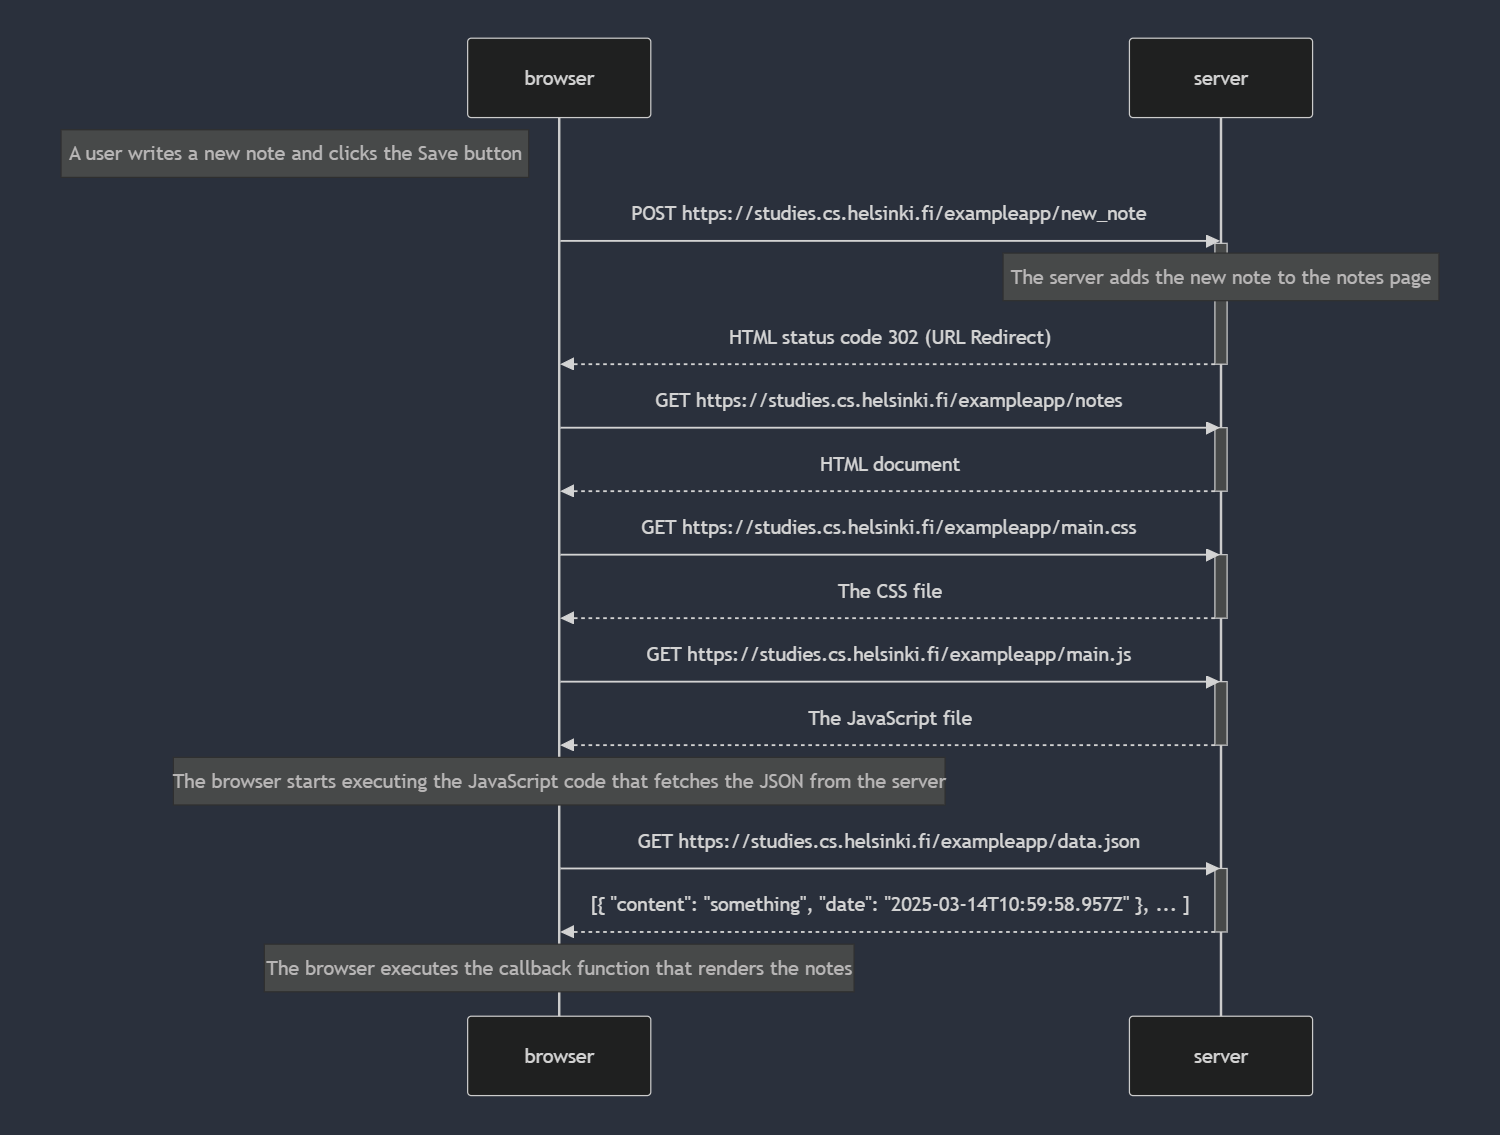 browser
server
A user writes a new note and clicks the Save button
POST https://studies.cs.helsinki.fi/exampleapp/new_note
The server adds the new note to the notes page
HTML status code 302 (URL Redirect)
GET https://studies.cs.helsinki.fi/exampleapp/notes
HTML document
GET https://studies.cs.helsinki.fi/exampleapp/main.css
The CSS file
GET https://studies.cs.helsinki.fi/exampleapp/main.js
The JavaScript file
The browser starts executing the JavaScript code that fetches the JSON from the server
GET https://studies.cs.helsinki.fi/exampleapp/data.json
[{ "content": "something", "date": "2025-03-14T10:59:58.957Z" }, ... ]
The browser executes the callback function that renders the notes
browser
server